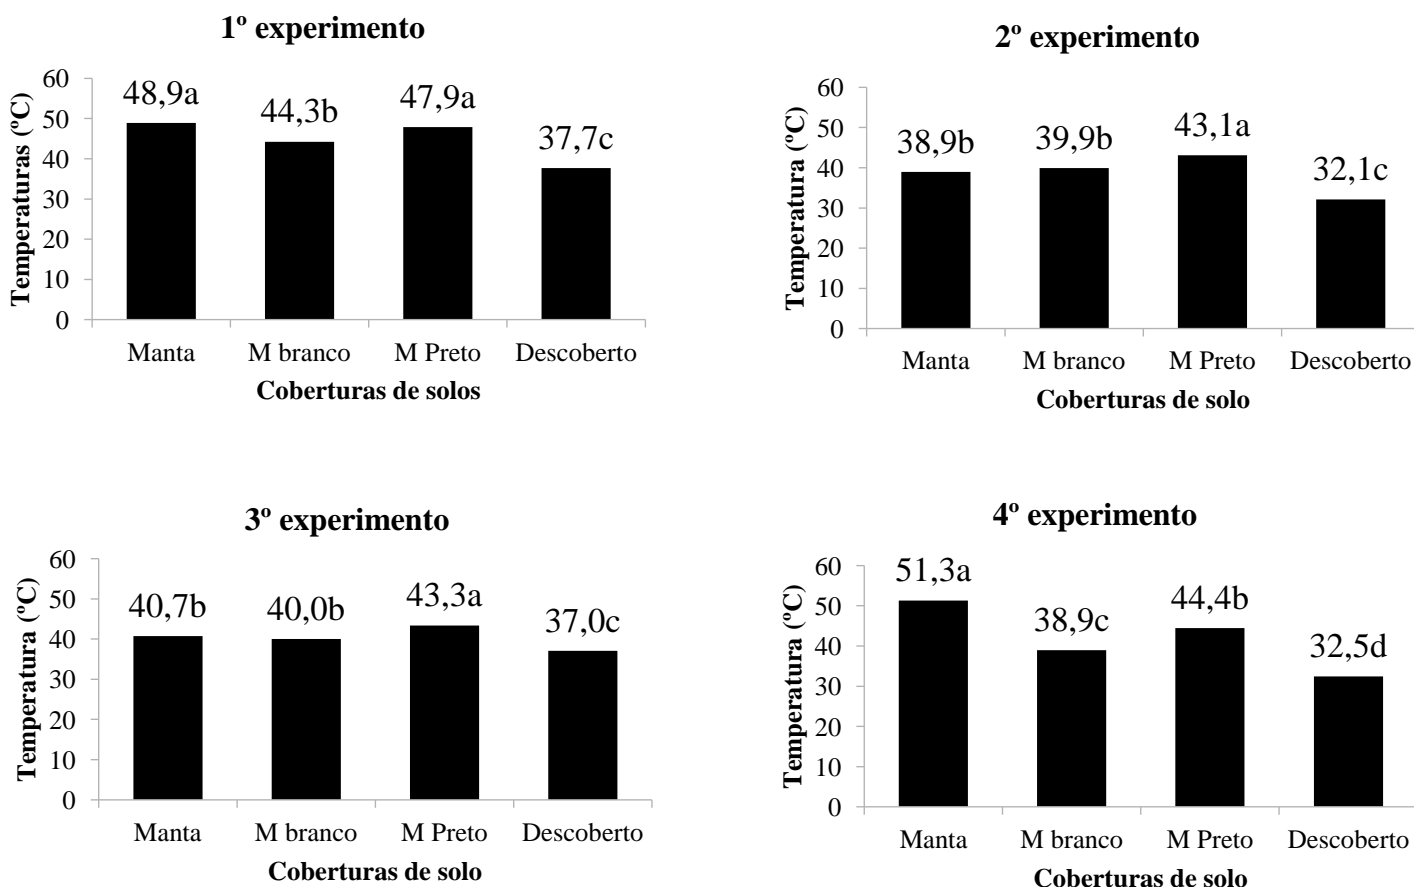 1º experimento
Temperaturas (ºC)
60
50
40
30
20
10
0
48,9a
44,3b
47,9a
37,7c
Manta
M branco
M Preto
Descoberto
Coberturas de solos
2º experimento
Temperatura (ºC)
60
50
40
30
20
10
0
38,9b
39,9b
43,1a
32,1c
Manta
M branco
M Preto
Descoberto
Coberturas de solo
3º experimento
Temperatura (ºC)
60
50
40
30
20
10
0
40,7b
40,0b
43,3a
37,0c
Manta
M branco
M Preto
Descoberto
Coberturas de solo
4º experimento
Temperatura (ºC)
60
50
40
30
20
10
0
51,3a
38,9c
44,4b
32,5d
Manta
M branco
M Preto
Descoberto
Coberturas de solo